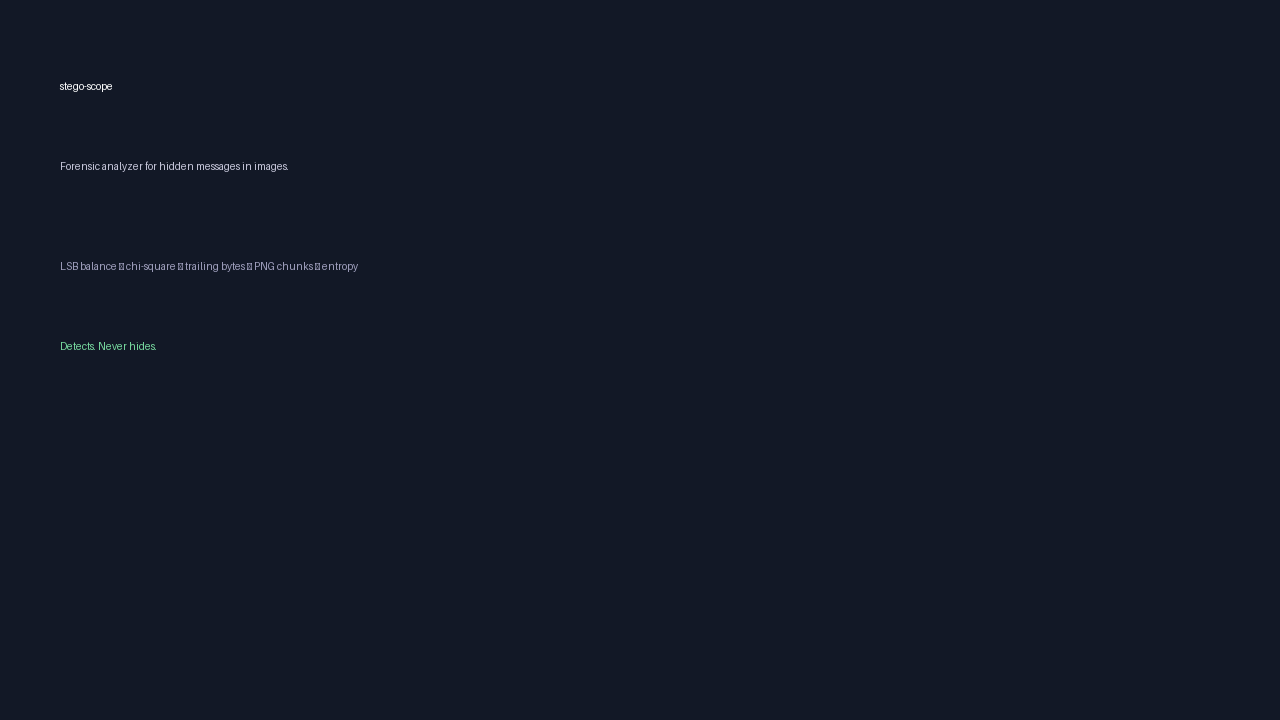 stego-scope
Forensic analyzer for hidden messages in images.
LSB balance ▯ chi-square ▯ trailing bytes ▯ PNG chunks ▯ entropy
Detects. Never hides.